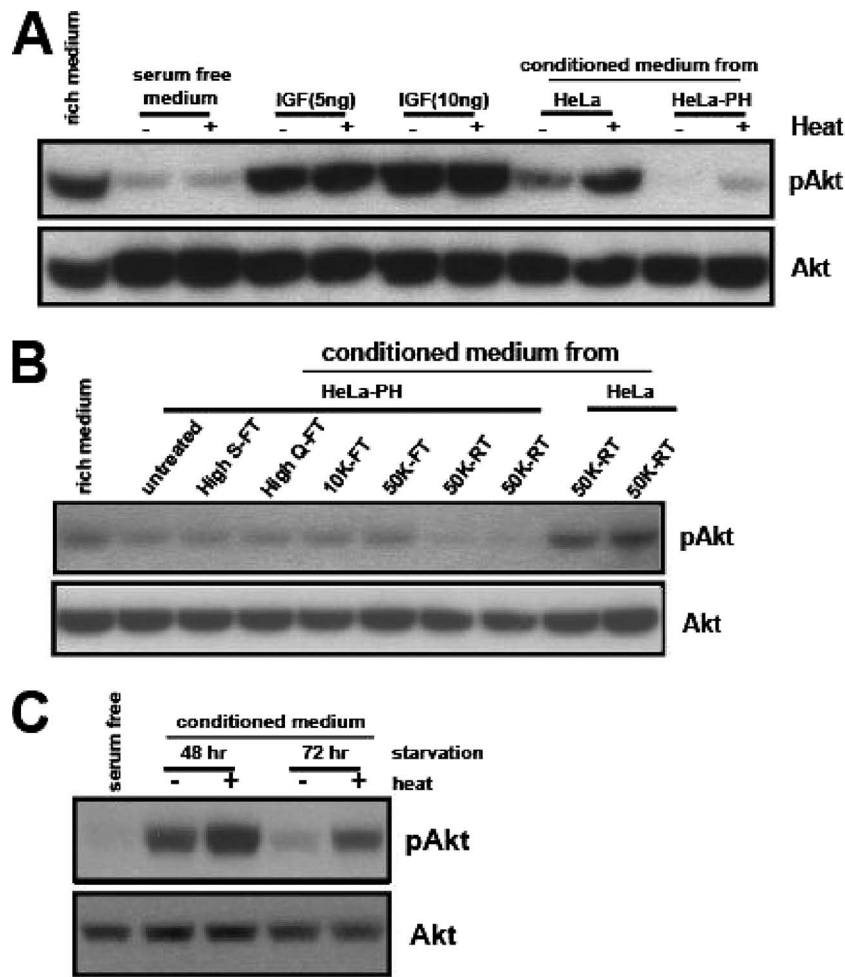 A
rich medium
serum free
medium
IGF(5ng)
IGF(10ng)
conditioned medium from
HeLa
HeLa-PH
- + - + - + - + - +
Heat
pAkt
Akt
B
conditioned medium from
HeLa-PH
HeLa
rich medium
untreated
High S-FT
High Q-FT
10K-FT
50K-FT
50K-RT
50K-RT
50K-RT
50K-RT
pAkt
Akt
C
serum free
conditioned medium
48 hr
72 hr
starvation
- + - +
heat
pAkt
Akt